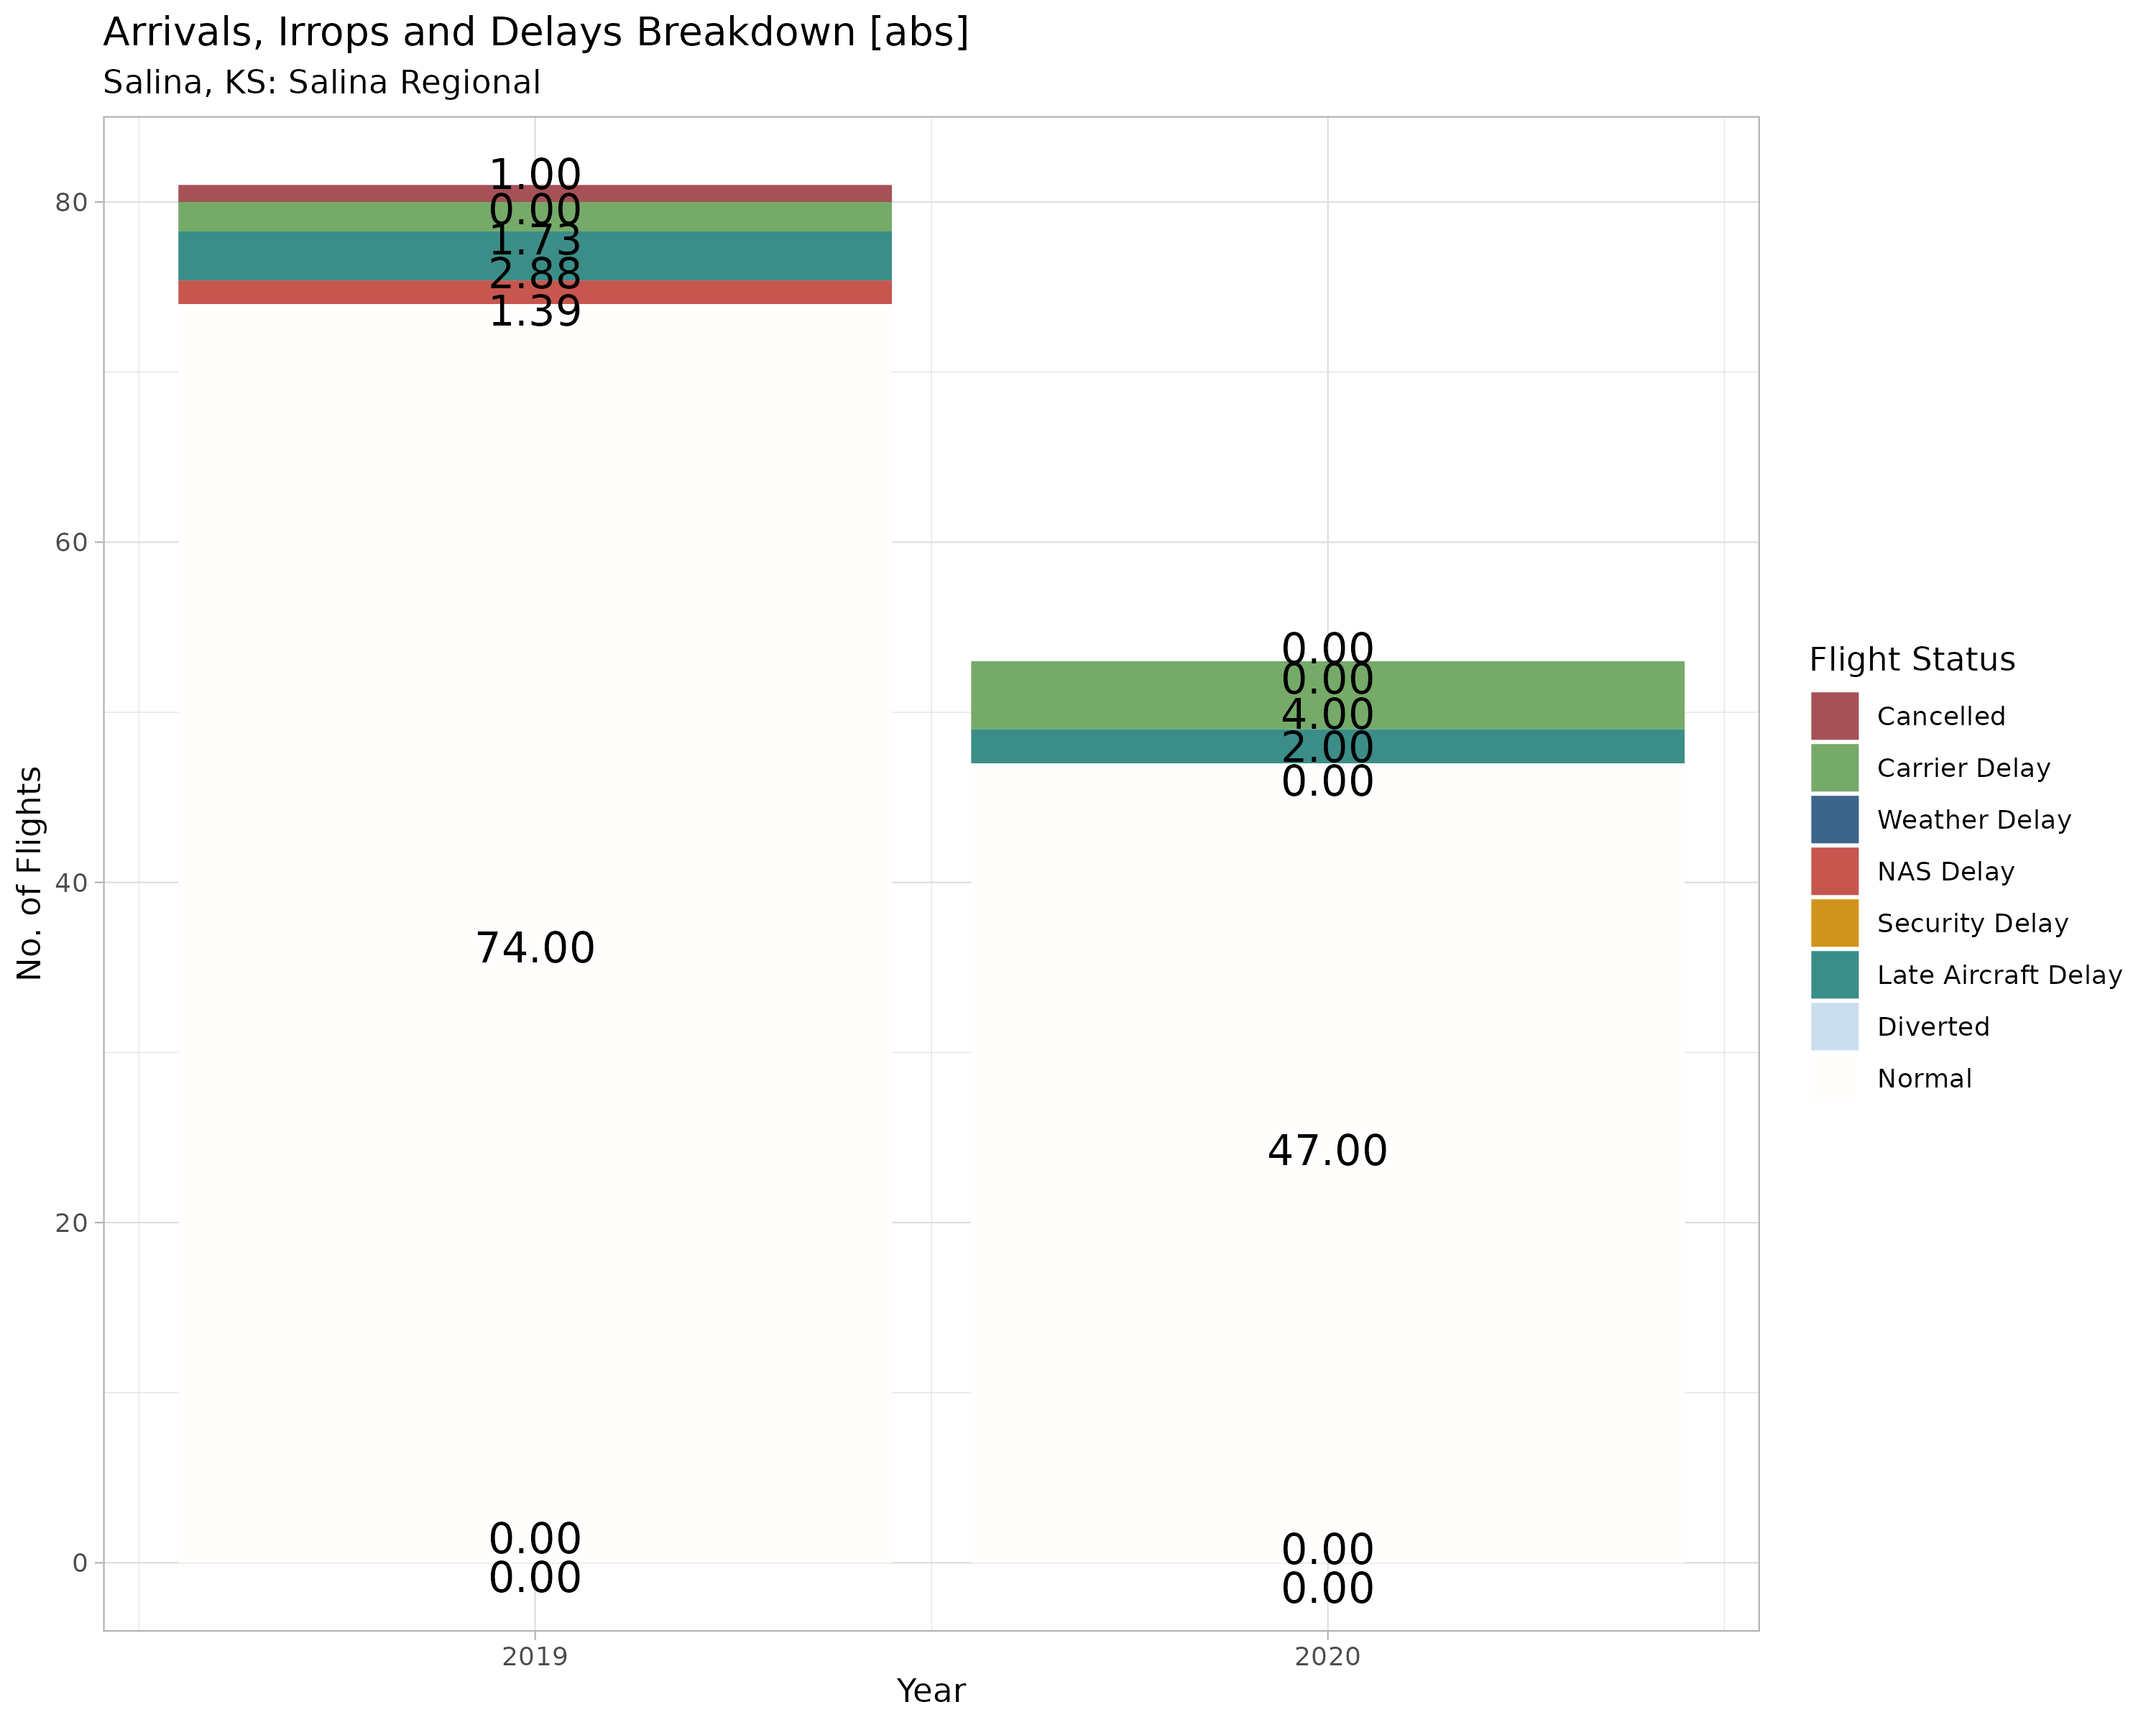 Arrivals, Irrops and Delays Breakdown [abs]
Salina, KS: Salina Regional
No. of Flights
80
60
40
20
0
1.00
0.00
1.73
2.88
1.39
74.00
0.00
0.00
0.00
0.00
4.00
2.00
0.00
47.00
0.00
0.00
2019
2020
Year
Flight Status
Cancelled
Carrier Delay
Weather Delay
NAS Delay
Security Delay
Late Aircraft Delay
Diverted
Normal